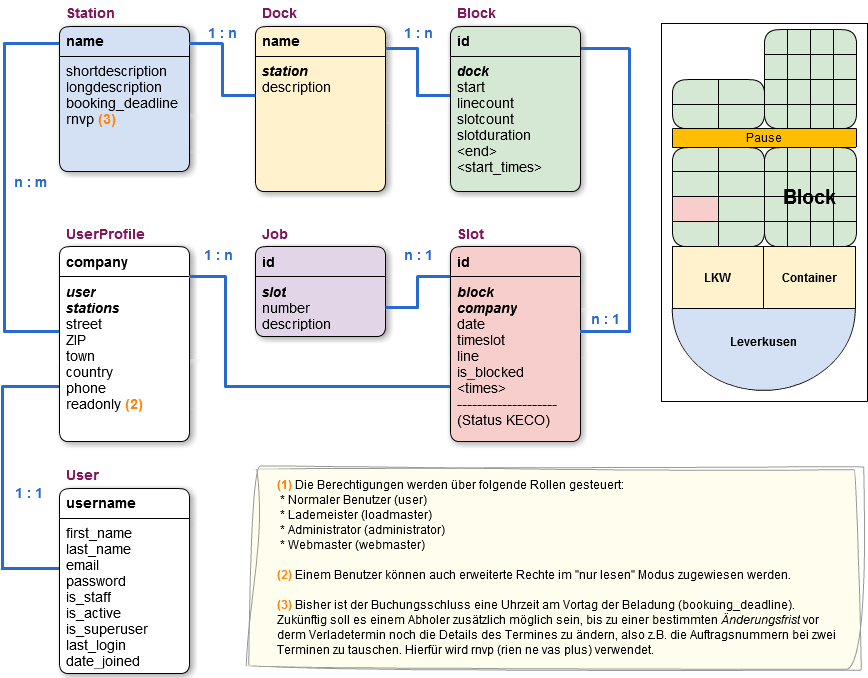 Station
name
shortdescription
longdescription
booking_deadline
rnvp (3)
1 : n
Dock
name
station
description
1 : n
Block
id
dock
start
linecount
slotcount
slotduration
<end>
<start_times>
n : m
UserProfile
company
user
stations
street
ZIP
town
country
phone
readonly (2)
1 : n
Job
id
slot
number
description
n : 1
Slot
id
block
company
date
timeslot
line
is_blocked
<times>
--------------------
(Status KECO)
n : 1
Pause
Block
LKW
Container
Leverkusen
1 : 1
User
username
first_name
last_name
email
password
is_staff
is_active
is_superuser
last_login
date_joined
(1) Die Berechtigungen werden über folgende Rollen gesteuert:
* Normaler Benutzer (user)
* Lademeister (loadmaster)
* Administrator (administrator)
* Webmaster (webmaster)
(2) Einem Benutzer können auch erweiterte Rechte im "nur lesen" Modus zugewiesen werden.
(3) Bisher ist der Buchungsschluss eine Uhrzeit am Vortag der Beladung (bookuing_deadline).
Zukünftig soll es einem Abholer zusätzlich möglich sein, bis zu einer bestimmten Änderungsfrist vor
derm Verladetermin noch die Details des Termines zu ändern, also z.B. die Auftragsnummern bei zwei
Terminen zu tauschen. Hierfür wird rnvp (rien ne vas plus) verwendet.